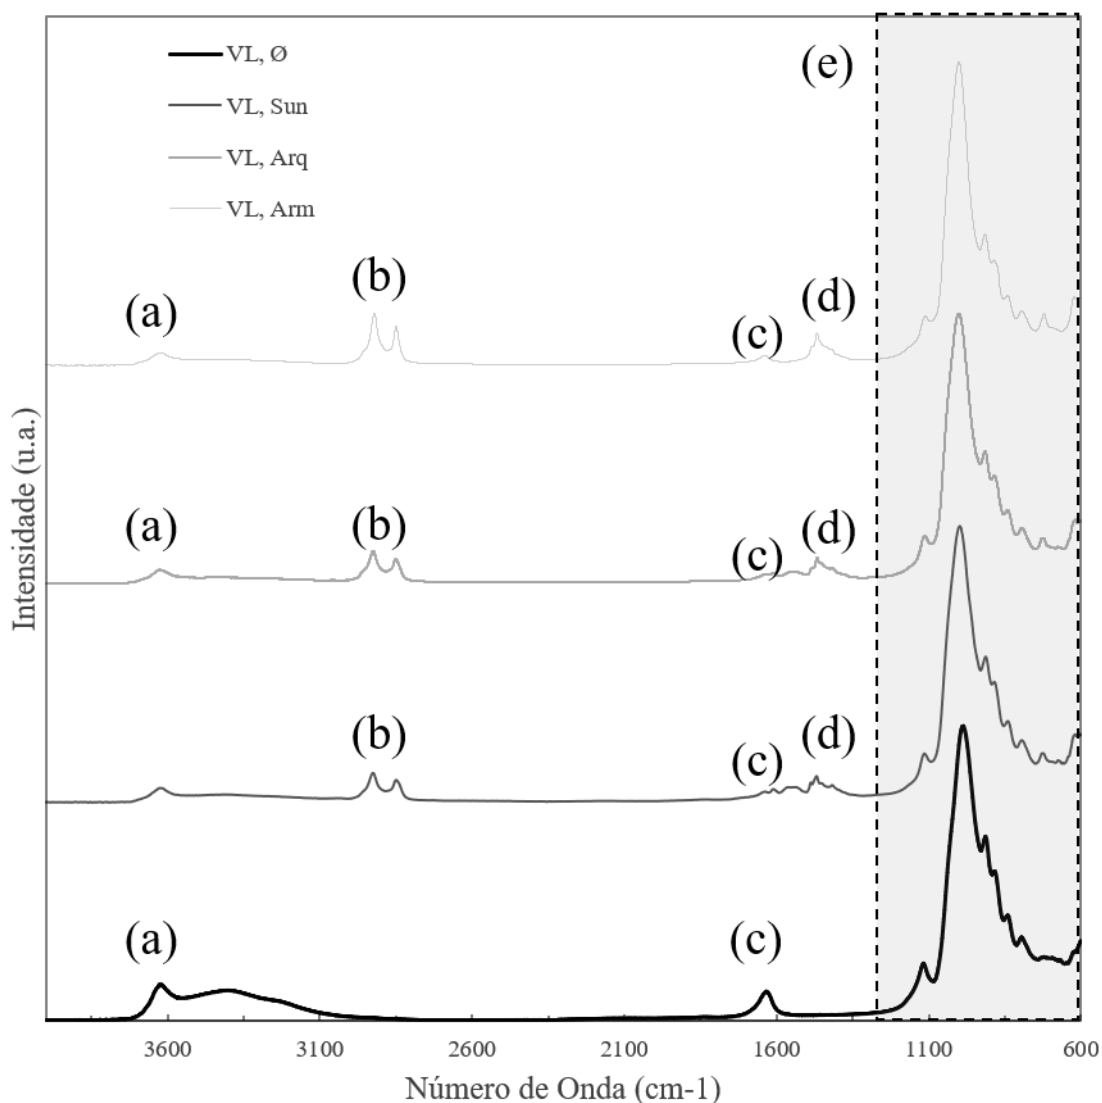 VL, Ø
VL, Sun
VL, Arq
VL, Arm
(e)
(a)
(b)
(c)
(d)
(a)
(b)
(c)
(d)
(b)
(c)
(d)
(a)
(c)
Intensidade (u.a.)
3600 3100 2600 2100 1600 1100 600
Número de Onda (cm-1)